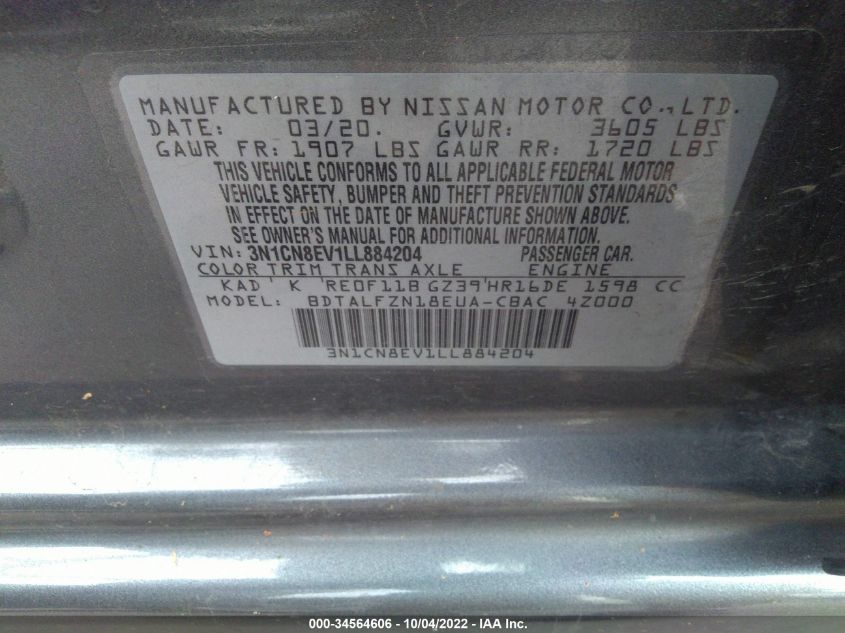 MANUFACTURED BY NISSAN MOTOR CO., LTD.
DATE: 03/20. GVWR: 3605 LBS
GAWR FR: 1907 LBS GAWR RR: 1720 LBS
THIS VEHICLE CONFORMS TO ALL APPLICABLE FEDERAL MOTOR
VEHICLE SAFETY, BUMPER AND THEFT PREVENTION STANDARDS
IN EFFECT ON THE DATE OF MANUFACTURE SHOWN ABOVE.
SEE OWNER'S MANUAL FOR ADDITIONAL INFORMATION.
VIN: 3N1CN8EV1LL884204 PASSENGER CAR.
COLOR TRIM TRANS AXLE ENGINE
KAD K RE0F11B GZ39 HR16DE 1598 CC
MODEL: BDTALFZN18EUA-CBAC 4Z000
3N1CN8EV1LL884204
000-34564606 - 10/04/2022 - IAA Inc.